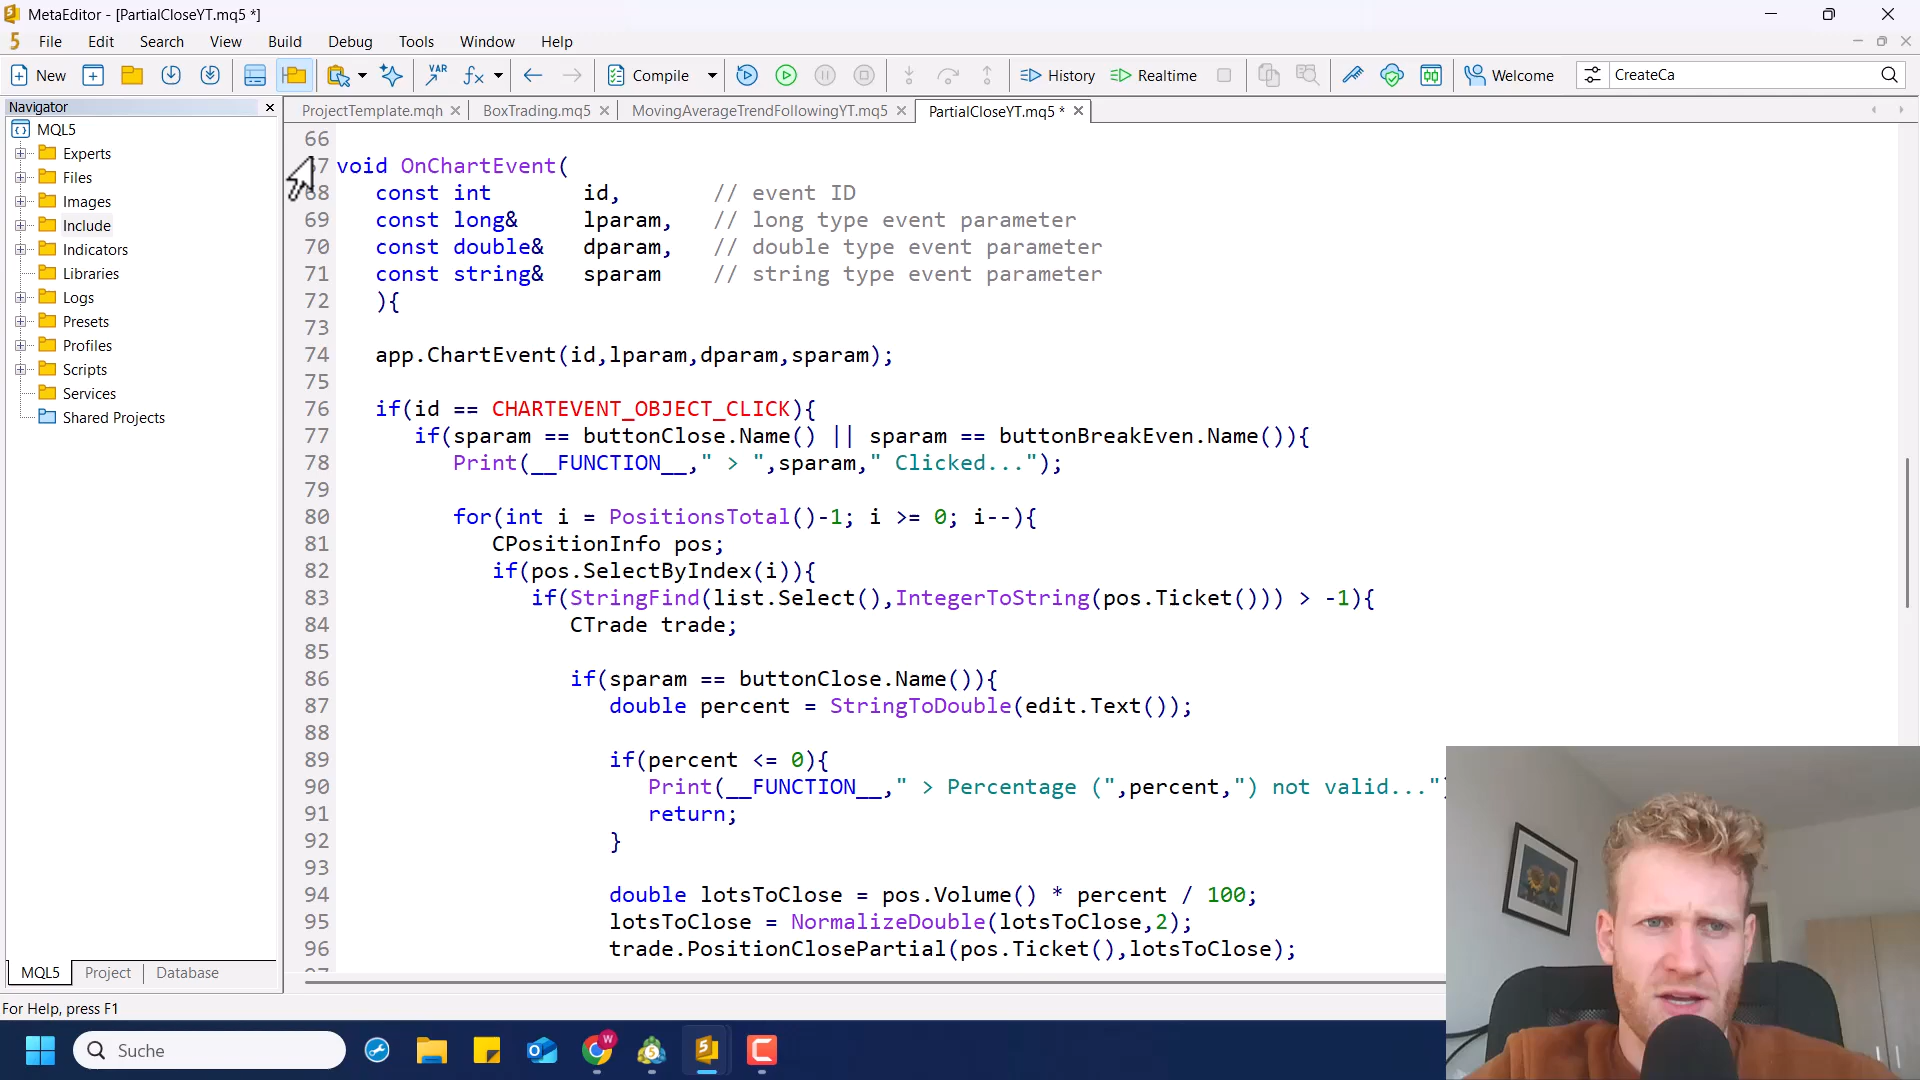 MetaEditor - [PartialCloseYT.mq5 *]
5 File Edit Search View Build Debug Tools Window Help
New VAR fx Compile History Realtime Welcome CreateCa
Navigator
ProjectTemplate.mqh BoxTrading.mq5 MovingAverageTrendFollowingYT.mq5 PartialCloseYT.mq5 *
MQL5
Experts
Files
Images
Include
Indicators
Libraries
Logs
Presets
Profiles
Scripts
Services
Shared Projects
66
67 void OnChartEvent(
68 const int id, // event ID
69 const long& lparam, // long type event parameter
70 const double& dparam, // double type event parameter
71 const string& sparam // string type event parameter
72 ){
73
74 app.ChartEvent(id,lparam,dparam,sparam);
75
76 if(id == CHARTEVENT_OBJECT_CLICK){
77 if(sparam == buttonClose.Name() || sparam == buttonBreakEven.Name()){
78 Print(__FUNCTION__," > ",sparam," Clicked...");
79
80 for(int i = PositionsTotal()-1; i >= 0; i--){
81 CPositionInfo pos;
82 if(pos.SelectByIndex(i)){
83 if(StringFind(list.Select(),IntegerToString(pos.Ticket())) > -1){
84 CTrade trade;
85
86 if(sparam == buttonClose.Name()){
87 double percent = StringToDouble(edit.Text());
88
89 if(percent <= 0){
90 Print(__FUNCTION__," > Percentage (",percent,") not valid..."
91 return;
92 }
93
94 double lotsToClose = pos.Volume() * percent / 100;
95 lotsToClose = NormalizeDouble(lotsToClose,2);
96 trade.PositionClosePartial(pos.Ticket(),lotsToClose);
MQL5 Project Database
For Help, press F1
Suche
W
5